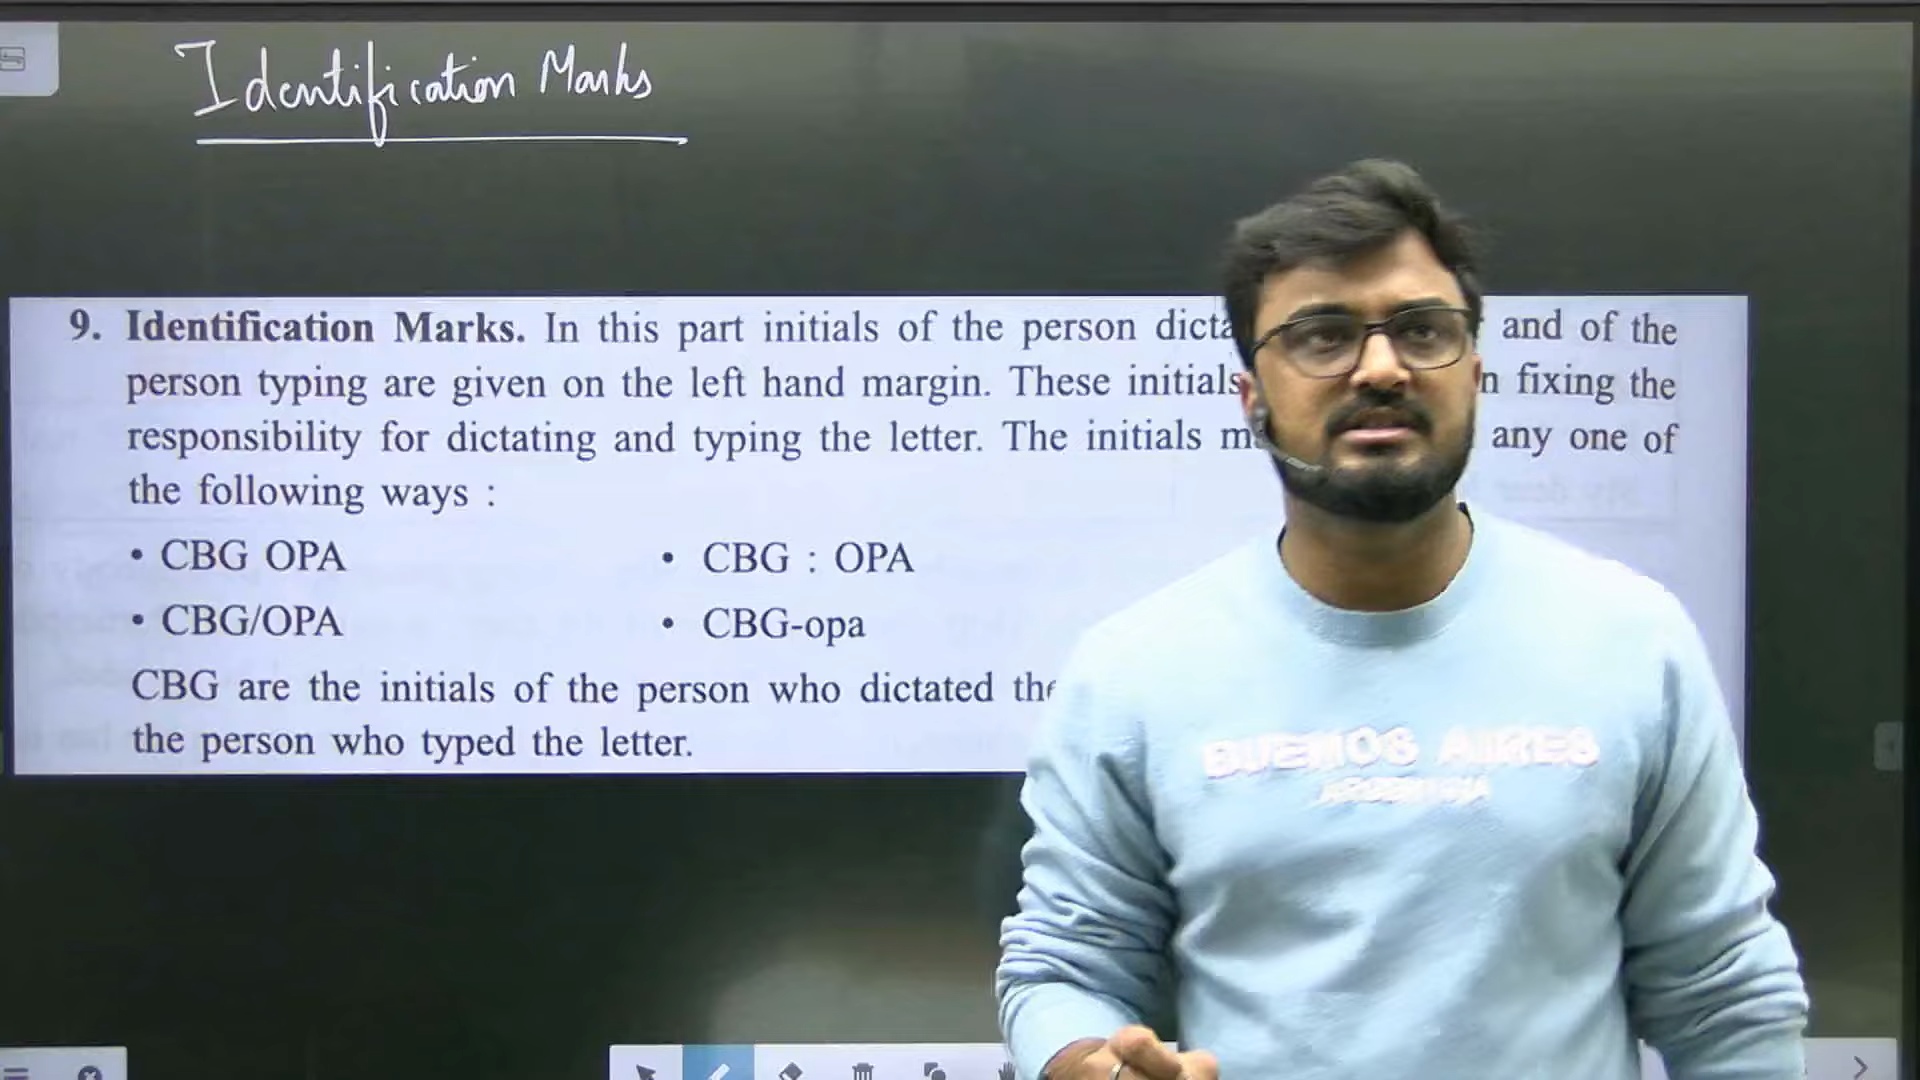 Identification Marks
9. Identification Marks. In this part initials of the person and of the
person typing are given on the left hand margin. These initials fixing the
responsibility for dictating and typing the letter. The initials any one of
the following ways :
• CBG OPA • CBG : OPA
• CBG/OPA • CBG-opa
CBG are the initials of the person who dictated
the person who typed the letter.
BUENOS AIRES
ARGENTINA